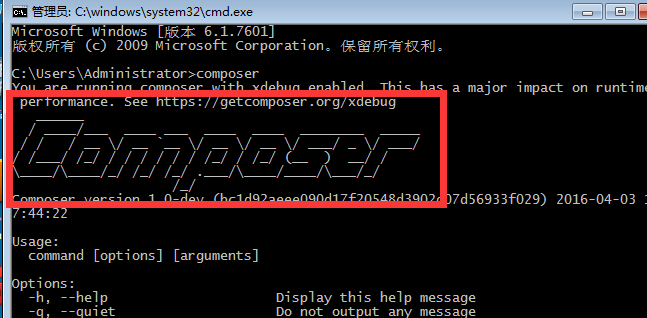 管理员: C:\windows\system32\cmd.exe
Microsoft Windows [版本 6.1.7601]
版权所有 (c) 2009 Microsoft Corporation。保留所有权利。
C:\Users\Administrator>composer
You are running composer with xdebug enabled. This has a major impact on runtime
performance. See https://getcomposer.org/xdebug
Composer
Composer version 1.0-dev 2016-04-03 1
7:44:22
Usage:
command [options] [arguments]
Options:
-h, --help Display this help message
-q, --quiet Do not output any message